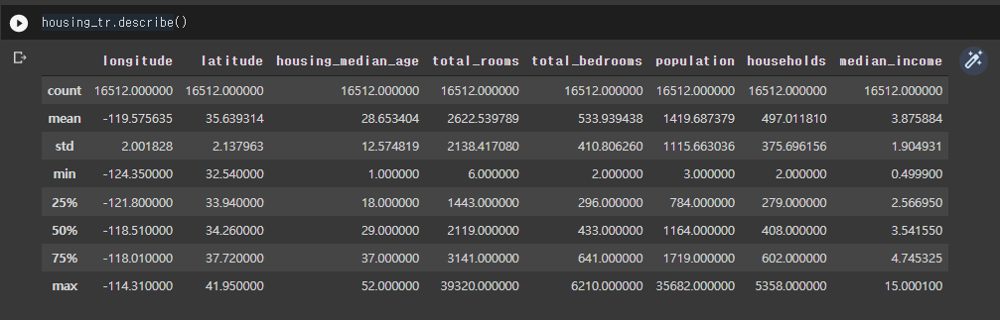 housing_tr.describe()
longitude latitude housing_median_age total_rooms total_bedrooms population households median_income
count 16512.000000 16512.000000 16512.000000 16512.000000 16512.000000 16512.000000 16512.000000 16512.000000
mean -119.575635 35.639314 28.653404 2622.539789 533.939438 1419.687379 497.011810 3.875884
std 2.001828 2.137963 12.574819 2138.417080 410.806260 1115.663036 375.696156 1.904931
min -124.350000 32.540000 1.000000 6.000000 2.000000 3.000000 2.000000 0.499900
25% -121.800000 33.940000 18.000000 1443.000000 296.000000 784.000000 279.000000 2.566950
50% -118.510000 34.260000 29.000000 2119.000000 433.000000 1164.000000 408.000000 3.541550
75% -118.010000 37.720000 37.000000 3141.000000 641.000000 1719.000000 602.000000 4.745325
max -114.310000 41.950000 52.000000 39320.000000 6210.000000 35682.000000 5358.000000 15.000100